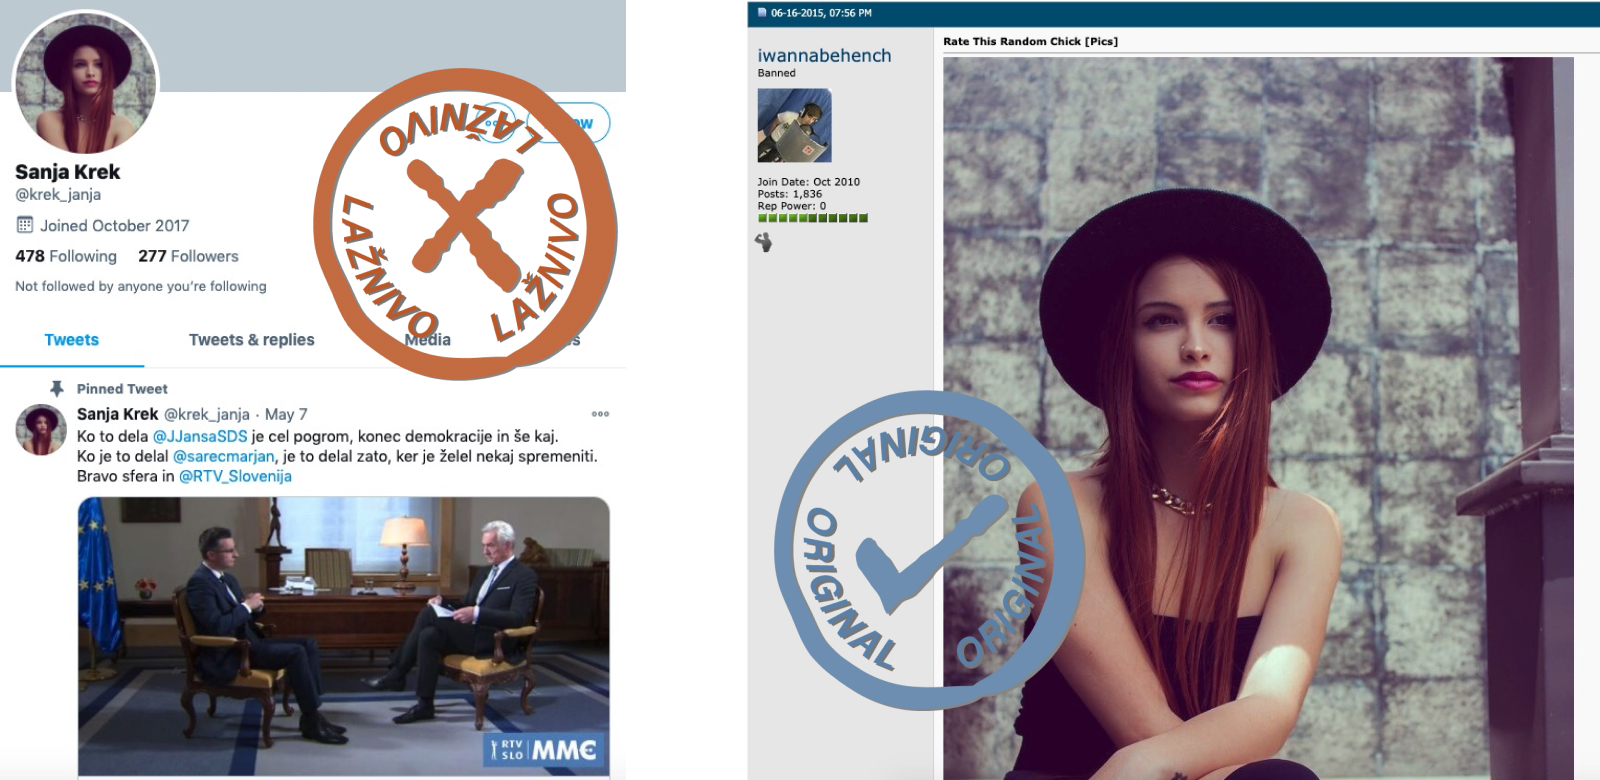 Sanja Krek
@krek_janja
Joined October 2017
478 Following 277 Followers
Not followed by anyone you're following
Tweets Tweets & replies Media
Pinned Tweet
Sanja Krek @krek_janja · May 7
Ko to dela @JJansaSDS je cel pogrom, konec demokracije in še kaj.
Ko je to delal @sarecmarjan, je to delal zato, ker je želel nekaj spremeniti.
Bravo sfera in @RTV_Slovenija
RTV
SLO
MMC
LAŽNIVO
LAŽNIVO
LAŽNIVO
06-16-2015, 07:56 PM
iwannabehench
Banned
Join Date: Oct 2010
Posts: 1,836
Rep Power: 0
Rate This Random Chick [Pics]
ORIGINAL
ORIGINAL
ORIGINAL